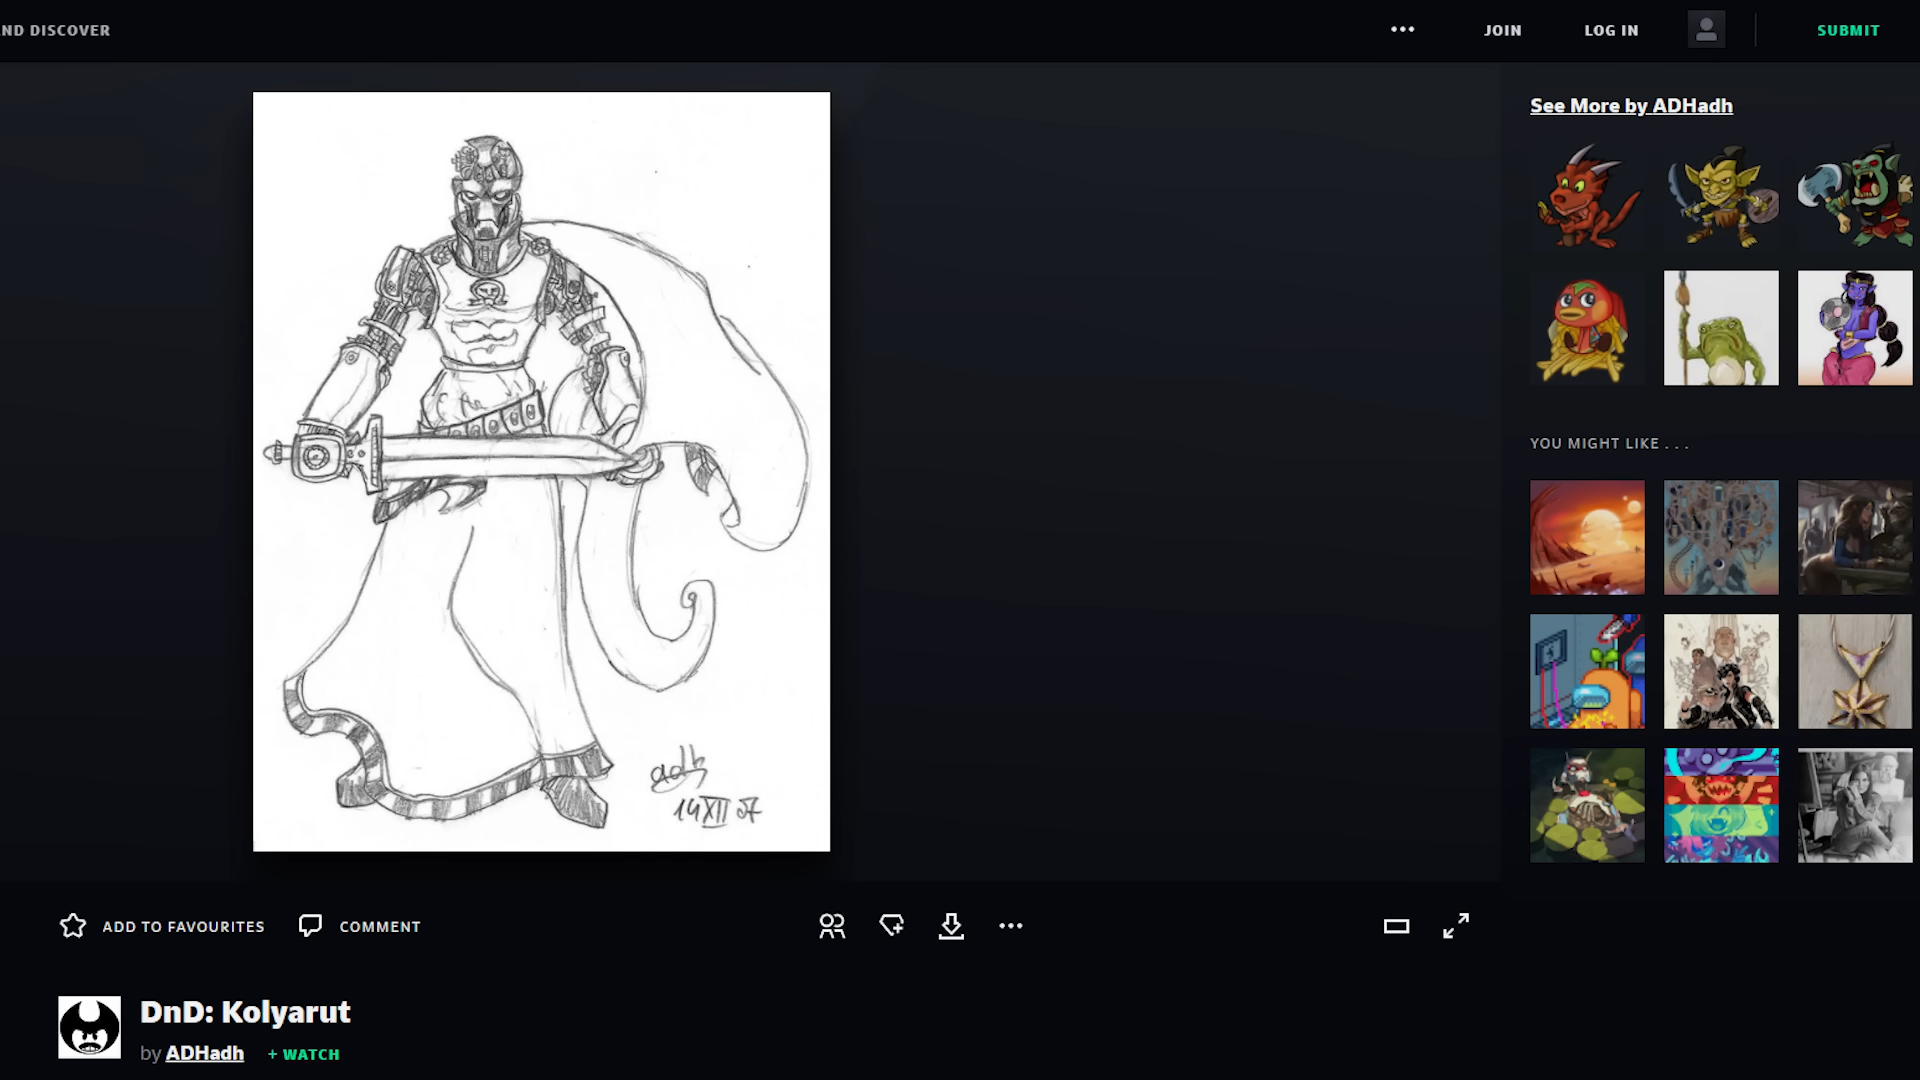 ND DISCOVER
JOIN
LOG IN
SUBMIT
See More by ADHadh
YOU MIGHT LIKE . . .
adh
14 XII 07
ADD TO FAVOURITES
COMMENT
DnD: Kolyarut
by ADHadh
+ WATCH